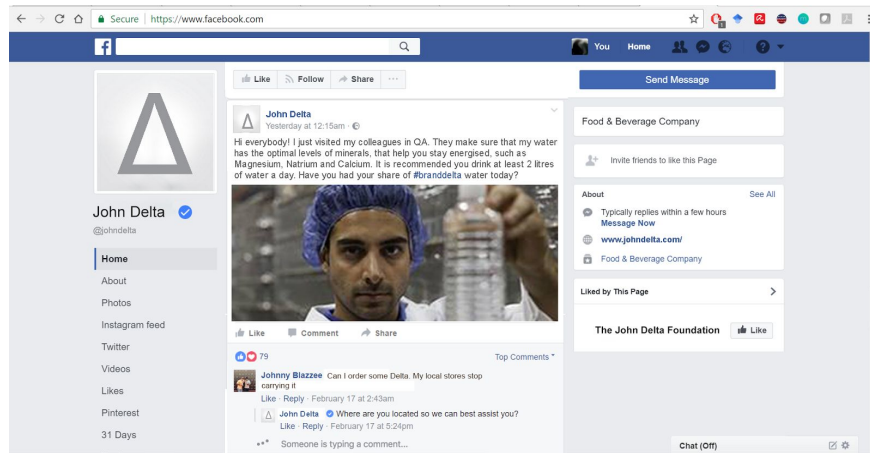 Secure | https://www.facebook.com
f
You Home
Like Follow Share ...
Send Message
Δ
John Delta
@johndelta
Home
About
Photos
Instagram feed
Twitter
Videos
Likes
Pinterest
31 Days
Δ
John Delta
Yesterday at 12:15am ·
Hi everybody! I just visited my colleagues in QA. They make sure that my water
has the optimal levels of minerals, that help you stay energised, such as
Magnesium, Natrium and Calcium. It is recommended you drink at least 2 litres
of water a day. Have you had your share of #branddelta water today?
Like Comment Share
79 Top Comments
Johnny Blazzee Can I order some Delta. My local stores stop
carrying it
Like · Reply · February 17 at 2:43am
Δ John Delta Where are you located so we can best assist you?
Like · Reply · February 17 at 5:24pm
Someone is typing a comment...
Food & Beverage Company
Invite friends to like this Page
About See All
Typically replies within a few hours
Message Now
www.johndelta.com/
Food & Beverage Company
Liked by This Page
The John Delta Foundation Like
Chat (Off)